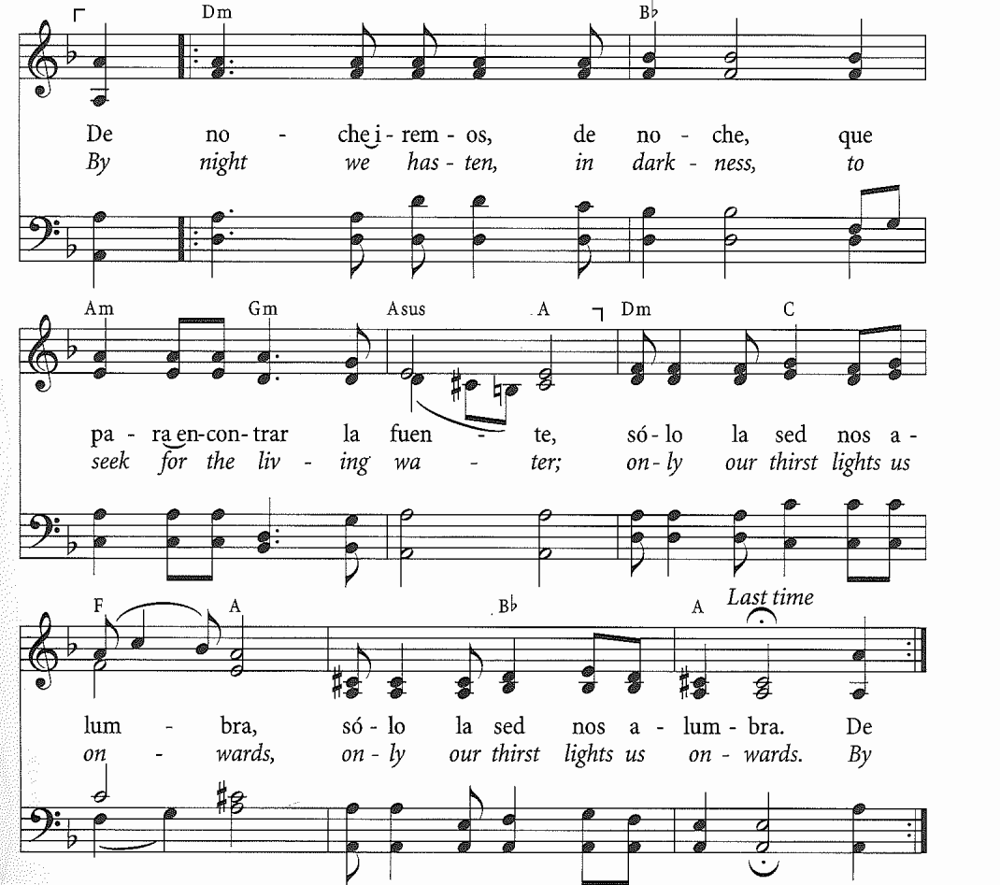 Dm B♭
De no - che i - rem - os, de no - che, que
By night we has - ten, in dark - ness, to
Am Gm Asus A Dm C
pa - ra en - con - trar la fuen - te, só - lo la sed nos a -
seek for the liv - ing wa - ter; on - ly our thirst lights us
F A B♭ A Last time
lum - bra, só - lo la sed nos a - lum - bra. De
on - wards, on - ly our thirst lights us on - wards. By